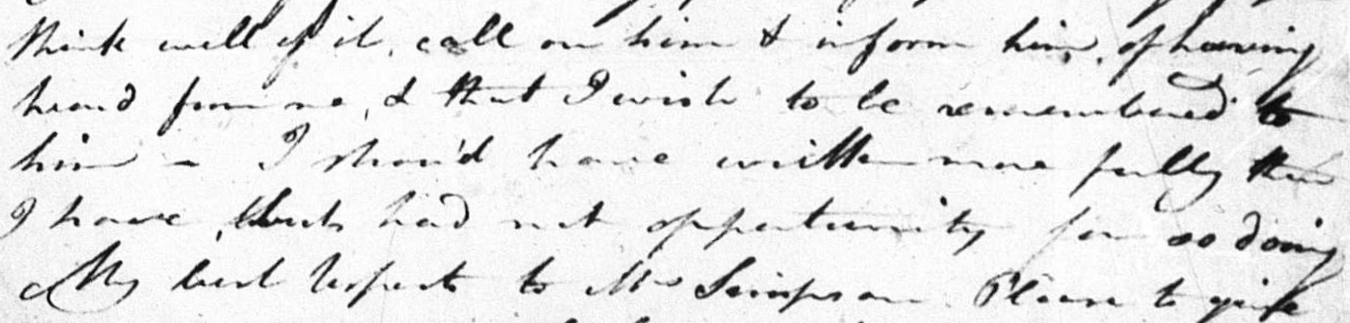 think well of it, call on him & inform him, of having
heard from me, & that I wish to be remembered to
him – I shou'd have written more fully than
I have, but had not opportunity for so doing
My best respects to Mr Simpson. Please to give